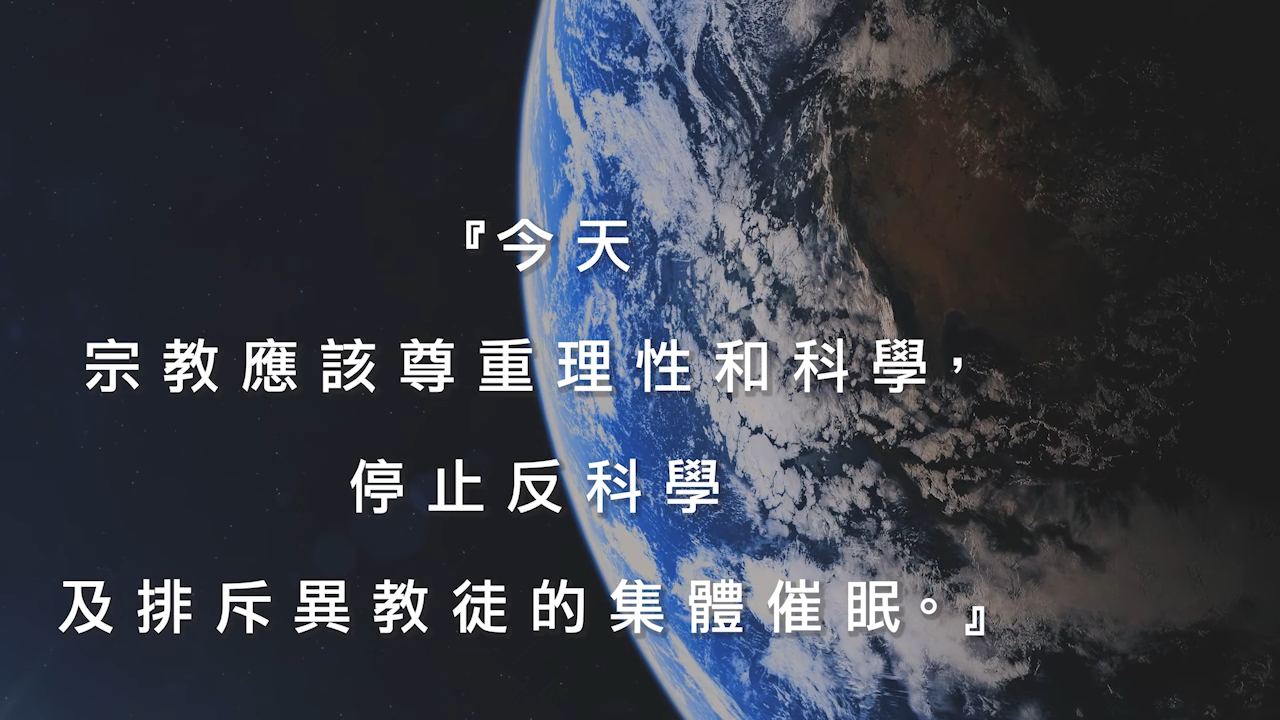 『今天
宗教應該尊重理性和科學，
停止反科學
及排斥異教徒的集體催眠。』